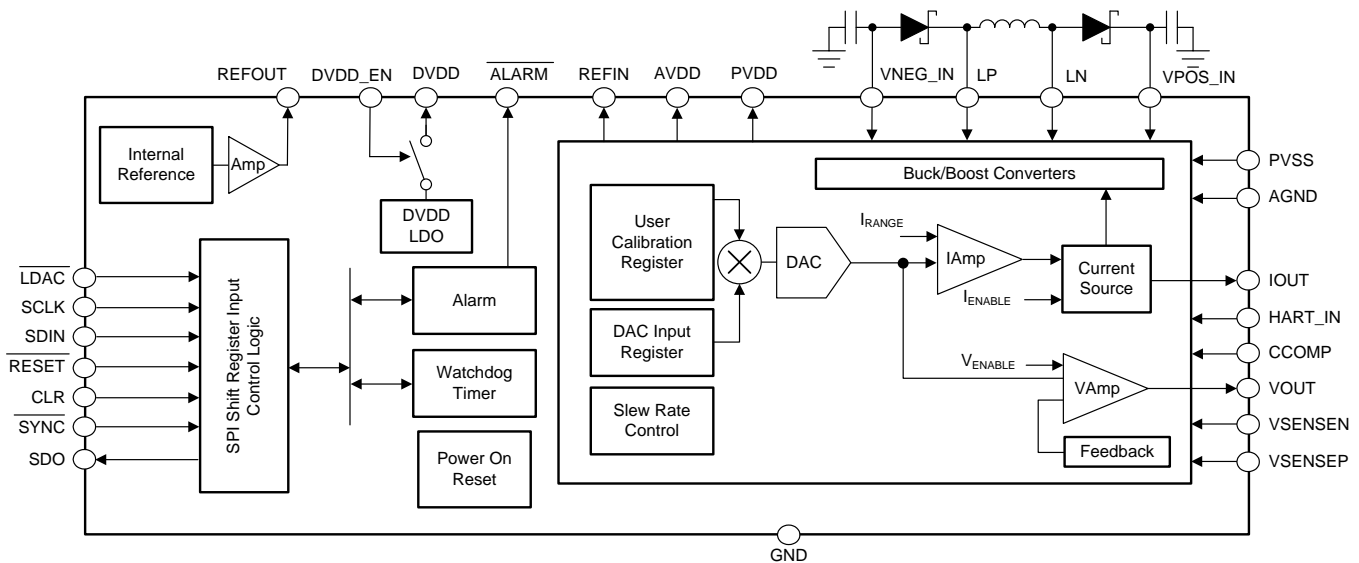 REFOUT
DVDD_EN
DVDD
ALARM
REFIN
AVDD
PVDD
VNEG_IN
LP
LN
VPOS_IN
Internal
Reference
Amp
DVDD
LDO
Buck/Boost Converters
PVSS
AGND
User
Calibration
Register
DAC
I_RANGE
IAmp
I_ENABLE
Current
Source
IOUT
HART_IN
CCOMP
VOUT
VSENSEN
VSENSEP
LDAC
SCLK
SDIN
RESET
CLR
SYNC
SDO
SPI Shift Register Input
Control Logic
Alarm
Watchdog
Timer
Power On
Reset
DAC Input
Register
Slew Rate
Control
V_ENABLE
VAmp
Feedback
GND